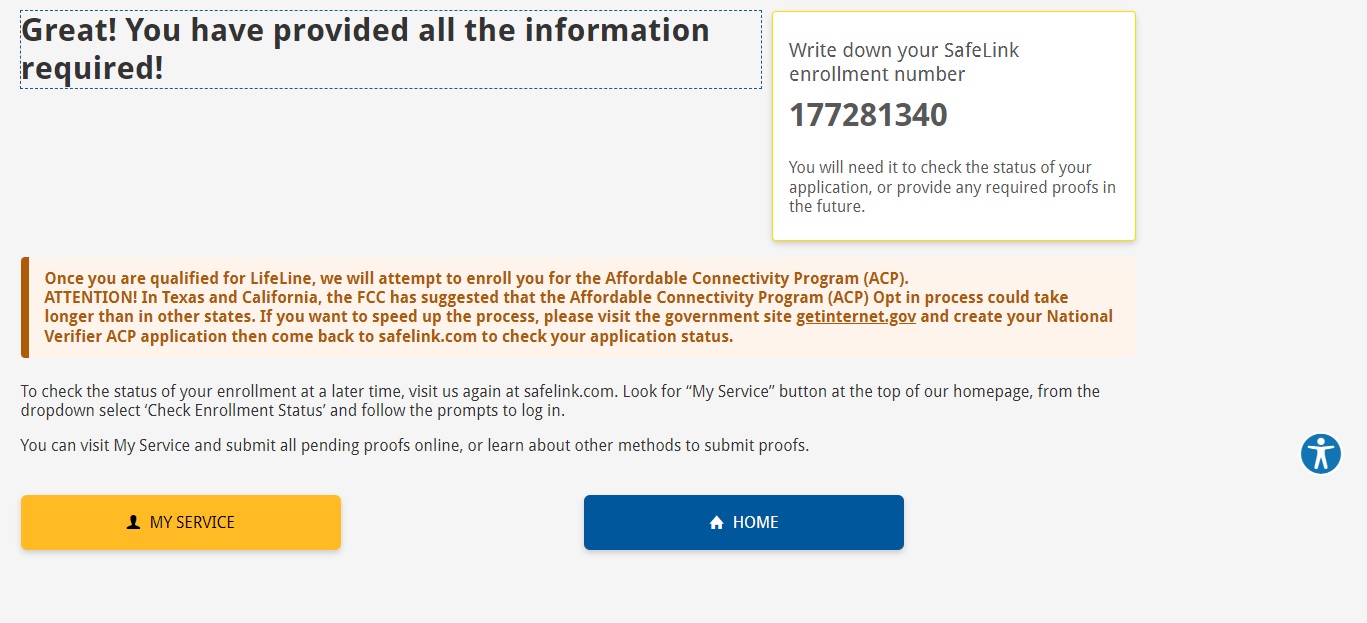 Great! You have provided all the information
required!
Write down your SafeLink
enrollment number
177281340
You will need it to check the status of your
application, or provide any required proofs in
the future.
Once you are qualified for LifeLine, we will attempt to enroll you for the Affordable Connectivity Program (ACP).
ATTENTION! In Texas and California, the FCC has suggested that the Affordable Connectivity Program (ACP) Opt in process could take
longer than in other states. If you want to speed up the process, please visit the government site getinternet.gov and create your National
Verifier ACP application then come back to safelink.com to check your application status.
To check the status of your enrollment at a later time, visit us again at safelink.com. Look for “My Service” button at the top of our homepage, from the
dropdown select ‘Check Enrollment Status’ and follow the prompts to log in.
You can visit My Service and submit all pending proofs online, or learn about other methods to submit proofs.
MY SERVICE
HOME